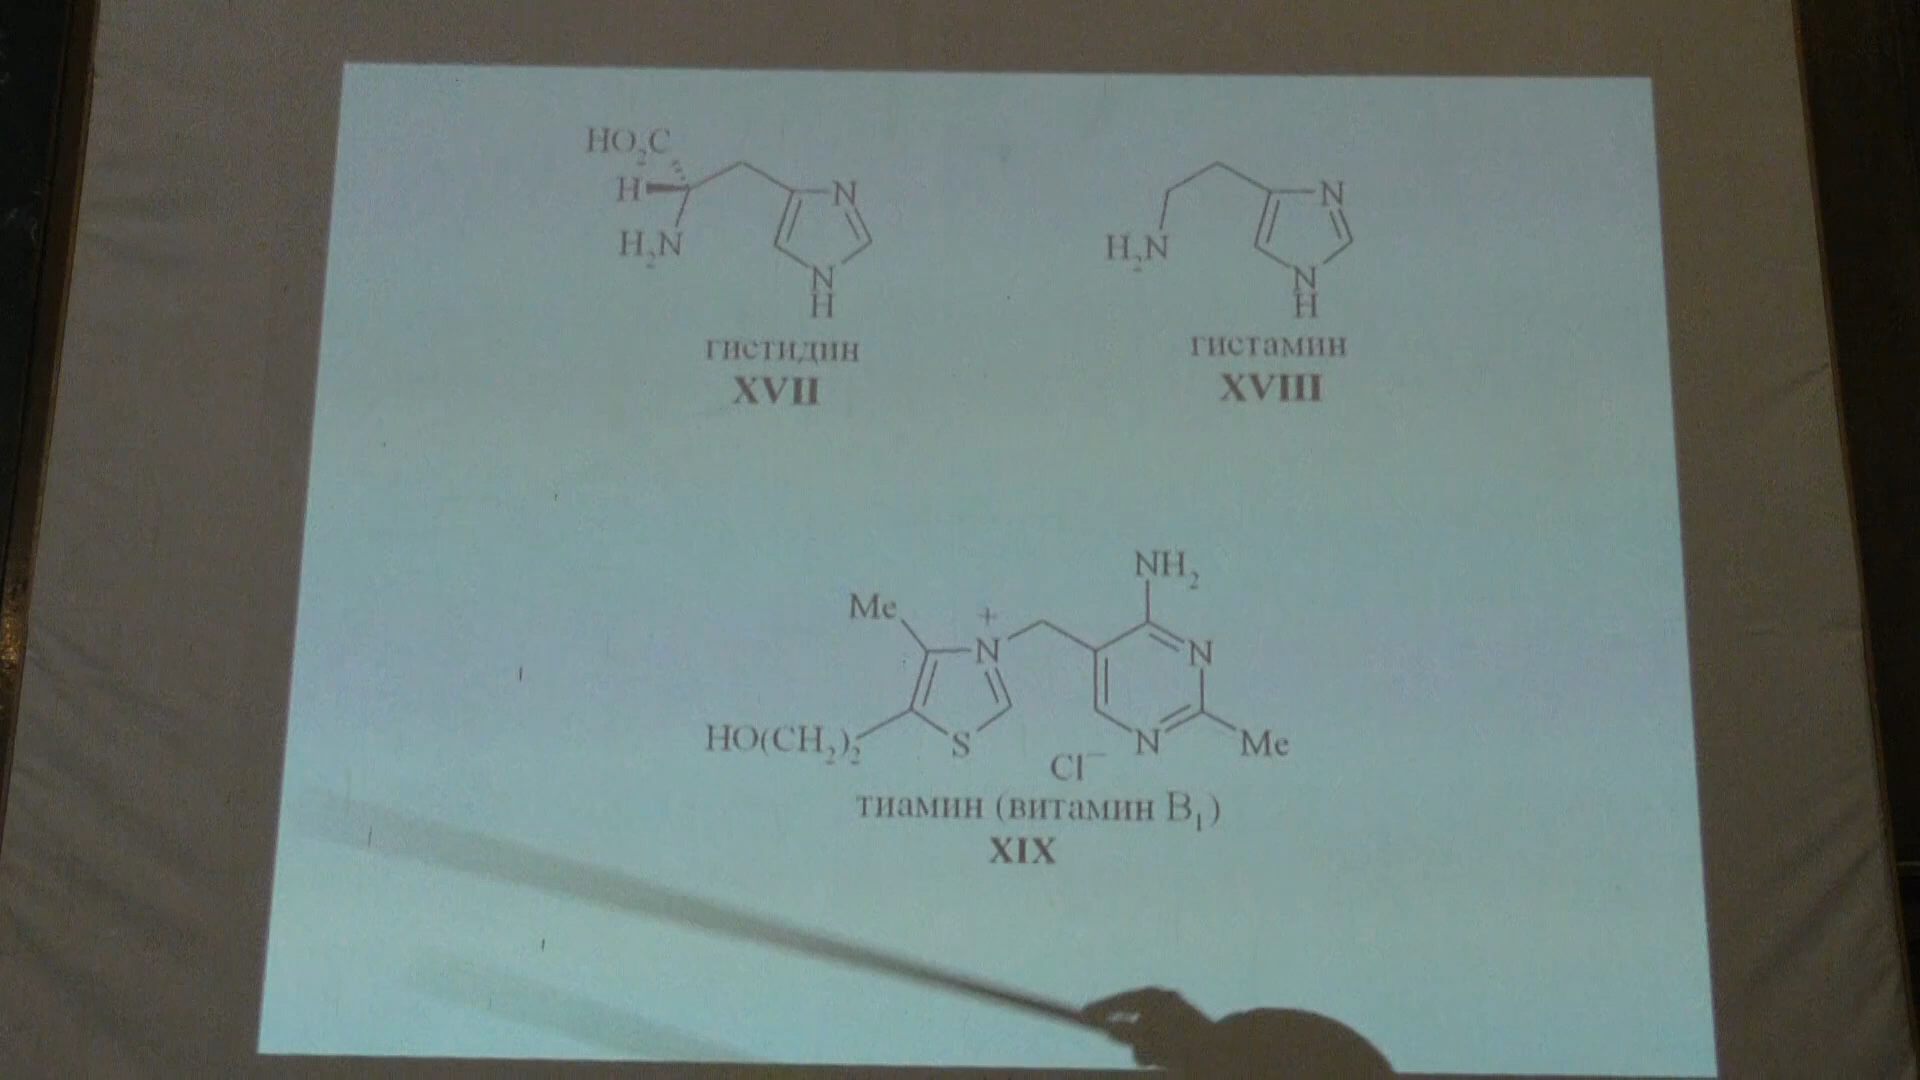 HO₂C
H
H₂N
N
N
H
гистидин
XVII
H₂N
N
N
H
гистамин
XVIII
NH₂
Me
+
N
N
HO(CH₂)₂
S
N
Me
Cl⁻
тиамин (витамин B₁)
XIX